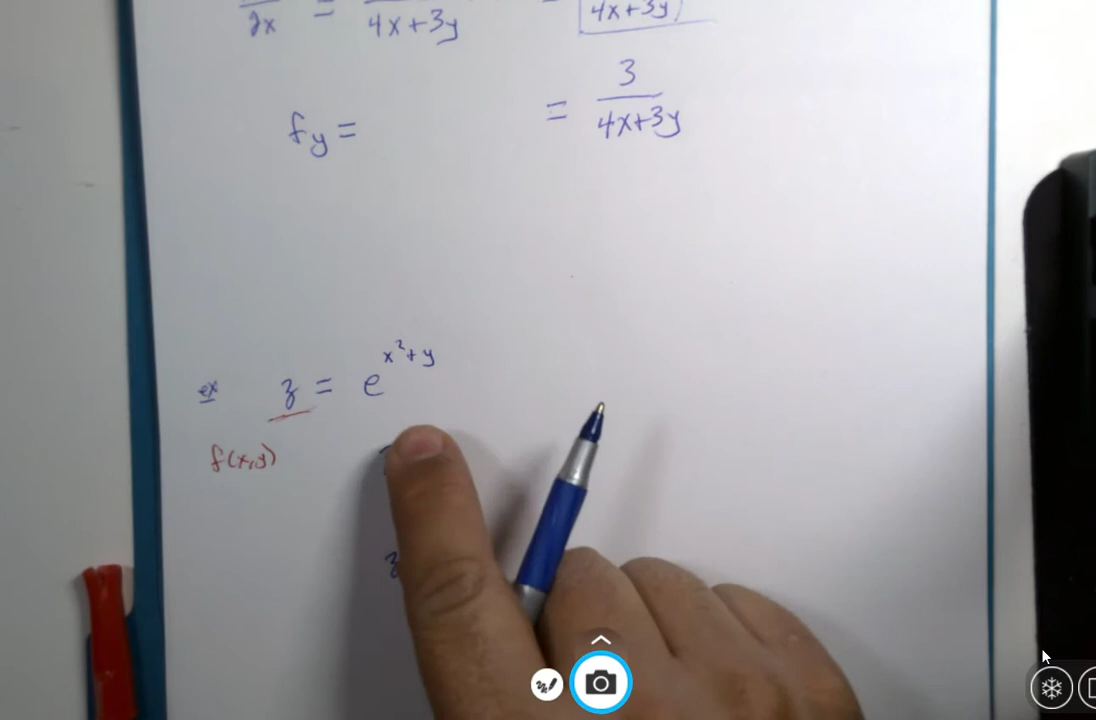 ∂x = 4x+3y = 4x+3y
f_y = = 3/(4x+3y)
ex z = e^(x²+y)
f(x,y)
z